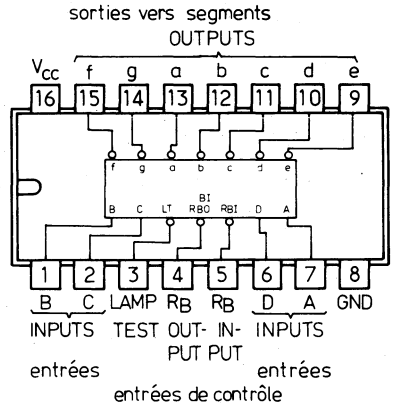 sorties vers segments
OUTPUTS
VCC f g a b c d e
16 15 14 13 12 11 10 9
f g a b c d e
BI
B C LT RBO RBI D A
1 2 3 4 5 6 7 8
B C LAMP RB RB D A GND
INPUTS TEST OUT- IN- INPUTS
PUT PUT
entrées entrées
entrées de contrôle